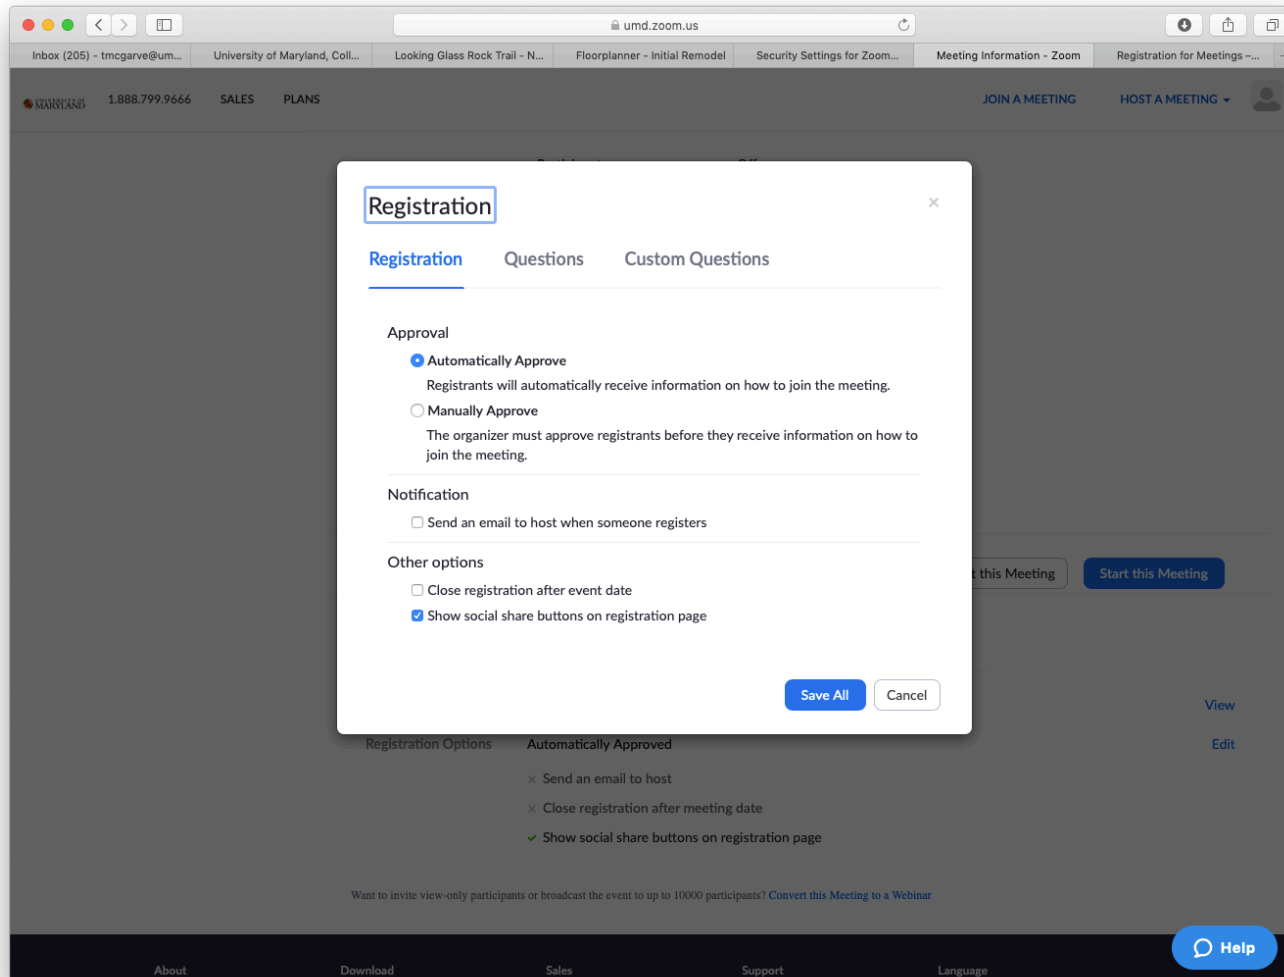 umd.zoom.us
Inbox (205) - tmcgarve@um...
University of Maryland, Coll...
Looking Glass Rock Trail - N...
Floorplanner - Initial Remodel
Security Settings for Zoom...
Meeting Information - Zoom
Registration for Meetings –...
MARYLAND
1.888.799.9666
SALES
PLANS
JOIN A MEETING
HOST A MEETING
Registration
×
Registration
Questions
Custom Questions
Approval
Automatically Approve
Registrants will automatically receive information on how to join the meeting.
Manually Approve
The organizer must approve registrants before they receive information on how to
join the meeting.
Notification
Send an email to host when someone registers
Other options
Close registration after event date
Show social share buttons on registration page
t this Meeting
Start this Meeting
Save All
Cancel
View
Registration Options
Automatically Approved
Edit
× Send an email to host
× Close registration after meeting date
✓ Show social share buttons on registration page
Want to invite view-only participants or broadcast the event to up to 10000 participants? Convert this Meeting to a Webinar
Help
About
Download
Sales
Support
Language